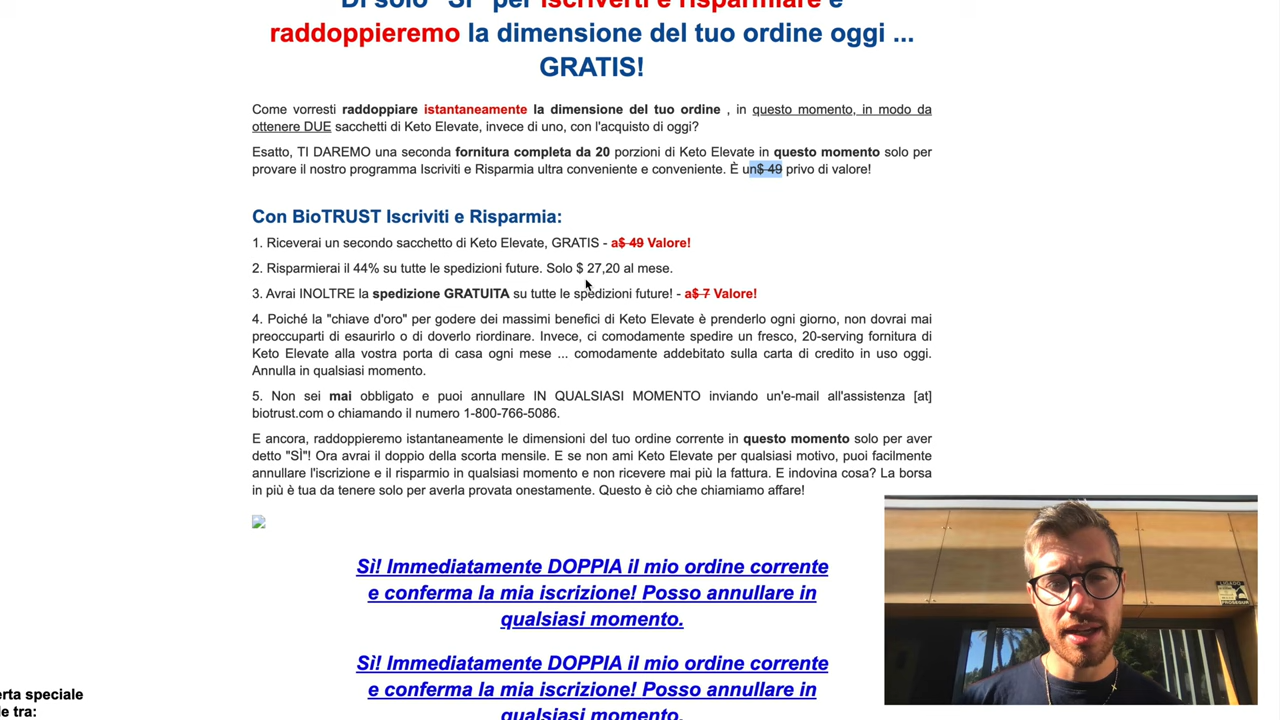 Di solo "Sì" per iscriverti e risparmiare e
raddoppieremo la dimensione del tuo ordine oggi ...
GRATIS!
Come vorresti raddoppiare istantaneamente la dimensione del tuo ordine , in questo momento, in modo da
ottenere DUE sacchetti di Keto Elevate, invece di uno, con l'acquisto di oggi?
Esatto, TI DAREMO una seconda fornitura completa da 20 porzioni di Keto Elevate in questo momento solo per
provare il nostro programma Iscriviti e Risparmia ultra conveniente e conveniente. È un$ 49 privo di valore!
Con BioTRUST Iscriviti e Risparmia:
1. Riceverai un secondo sacchetto di Keto Elevate, GRATIS - a$ 49 Valore!
2. Risparmierai il 44% su tutte le spedizioni future. Solo $ 27,20 al mese.
3. Avrai INOLTRE la spedizione GRATUITA su tutte le spedizioni future! - a$ 7 Valore!
4. Poiché la "chiave d'oro" per godere dei massimi benefici di Keto Elevate è prenderlo ogni giorno, non dovrai mai
preoccuparti di esaurirlo o di doverlo riordinare. Invece, ci comodamente spedire un fresco, 20-serving fornitura di
Keto Elevate alla vostra porta di casa ogni mese ... comodamente addebitato sulla carta di credito in uso oggi.
Annulla in qualsiasi momento.
5. Non sei mai obbligato e puoi annullare IN QUALSIASI MOMENTO inviando un'e-mail all'assistenza [at]
biotrust.com o chiamando il numero 1-800-766-5086.
E ancora, raddoppieremo istantaneamente le dimensioni del tuo ordine corrente in questo momento solo per aver
detto "SÌ"! Ora avrai il doppio della scorta mensile. E se non ami Keto Elevate per qualsiasi motivo, puoi facilmente
annullare l'iscrizione e il risparmio in qualsiasi momento e non ricevere mai più la fattura. E indovina cosa? La borsa
in più è tua da tenere solo per averla provata onestamente. Questo è ciò che chiamiamo affare!
Sì! Immediatamente DOPPIA il mio ordine corrente
e conferma la mia iscrizione! Posso annullare in
qualsiasi momento.
Sì! Immediatamente DOPPIA il mio ordine corrente
e conferma la mia iscrizione! Posso annullare in
qualsiasi momento.
erta speciale
le tra: